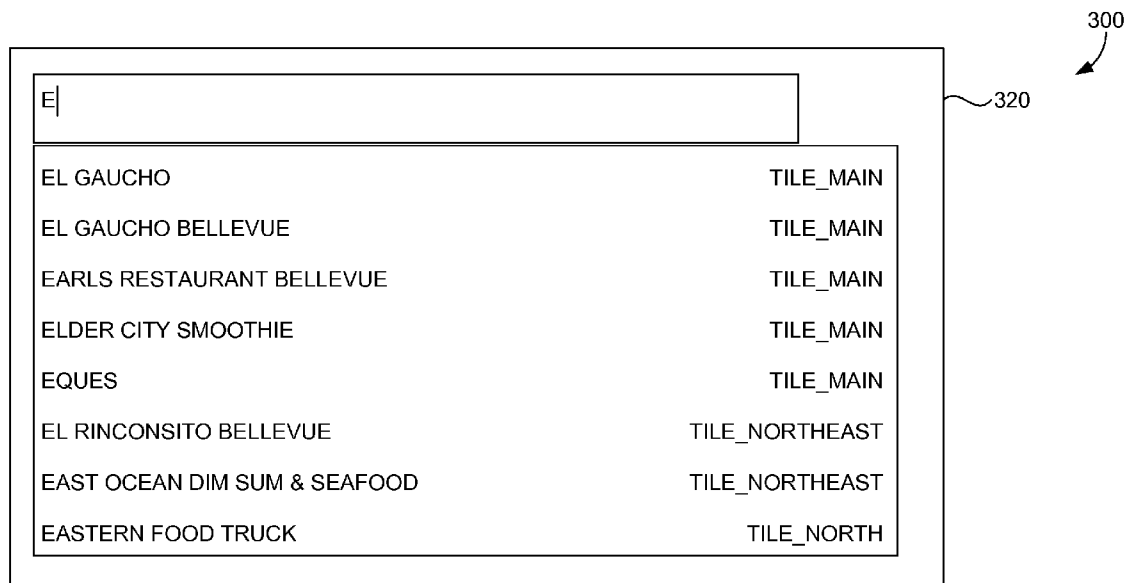 300
E
320
EL GAUCHO TILE_MAIN
EL GAUCHO BELLEVUE TILE_MAIN
EARLS RESTAURANT BELLEVUE TILE_MAIN
ELDER CITY SMOOTHIE TILE_MAIN
EQUES TILE_MAIN
EL RINCONSITO BELLEVUE TILE_NORTHEAST
EAST OCEAN DIM SUM & SEAFOOD TILE_NORTHEAST
EASTERN FOOD TRUCK TILE_NORTH